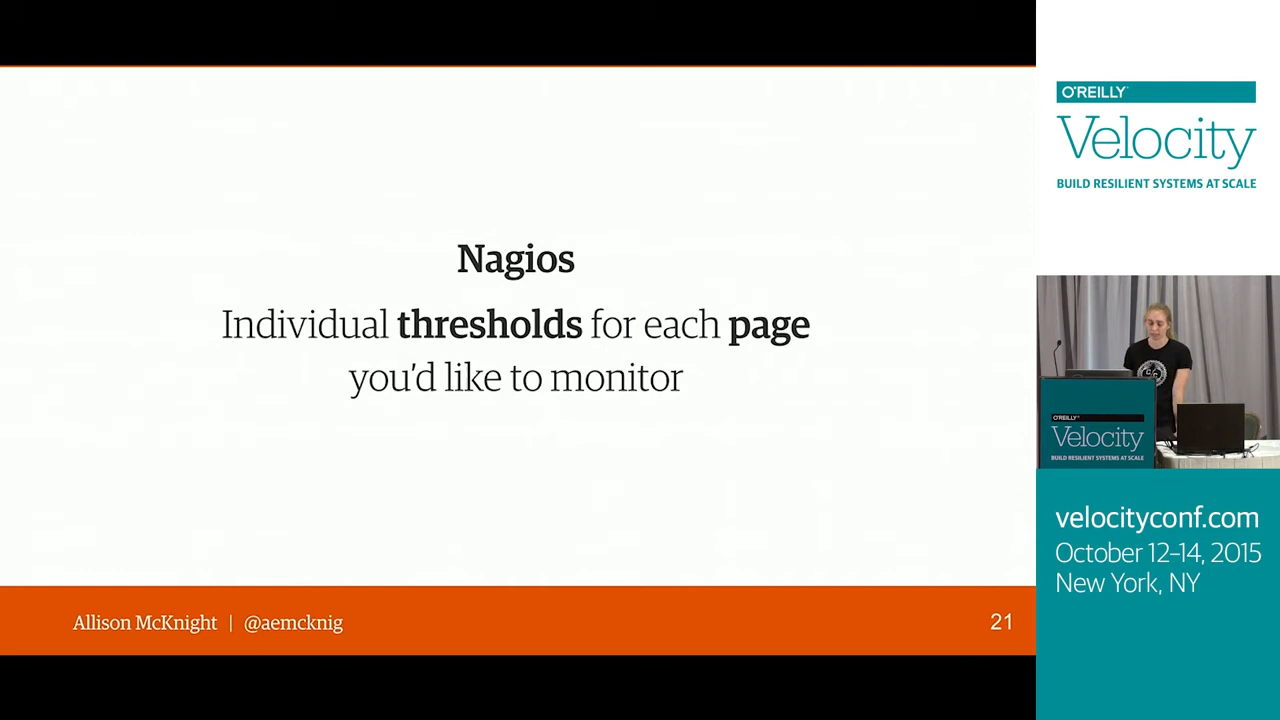 Nagios
Individual thresholds for each page
you'd like to monitor
Allison McKnight | @aemcknig
21
O'REILLY
Velocity
BUILD RESILIENT SYSTEMS AT SCALE
O'REILLY
Velocity
BUILD RESILIENT SYSTEMS AT SCALE
velocityconf.com
October 12–14, 2015
New York, NY